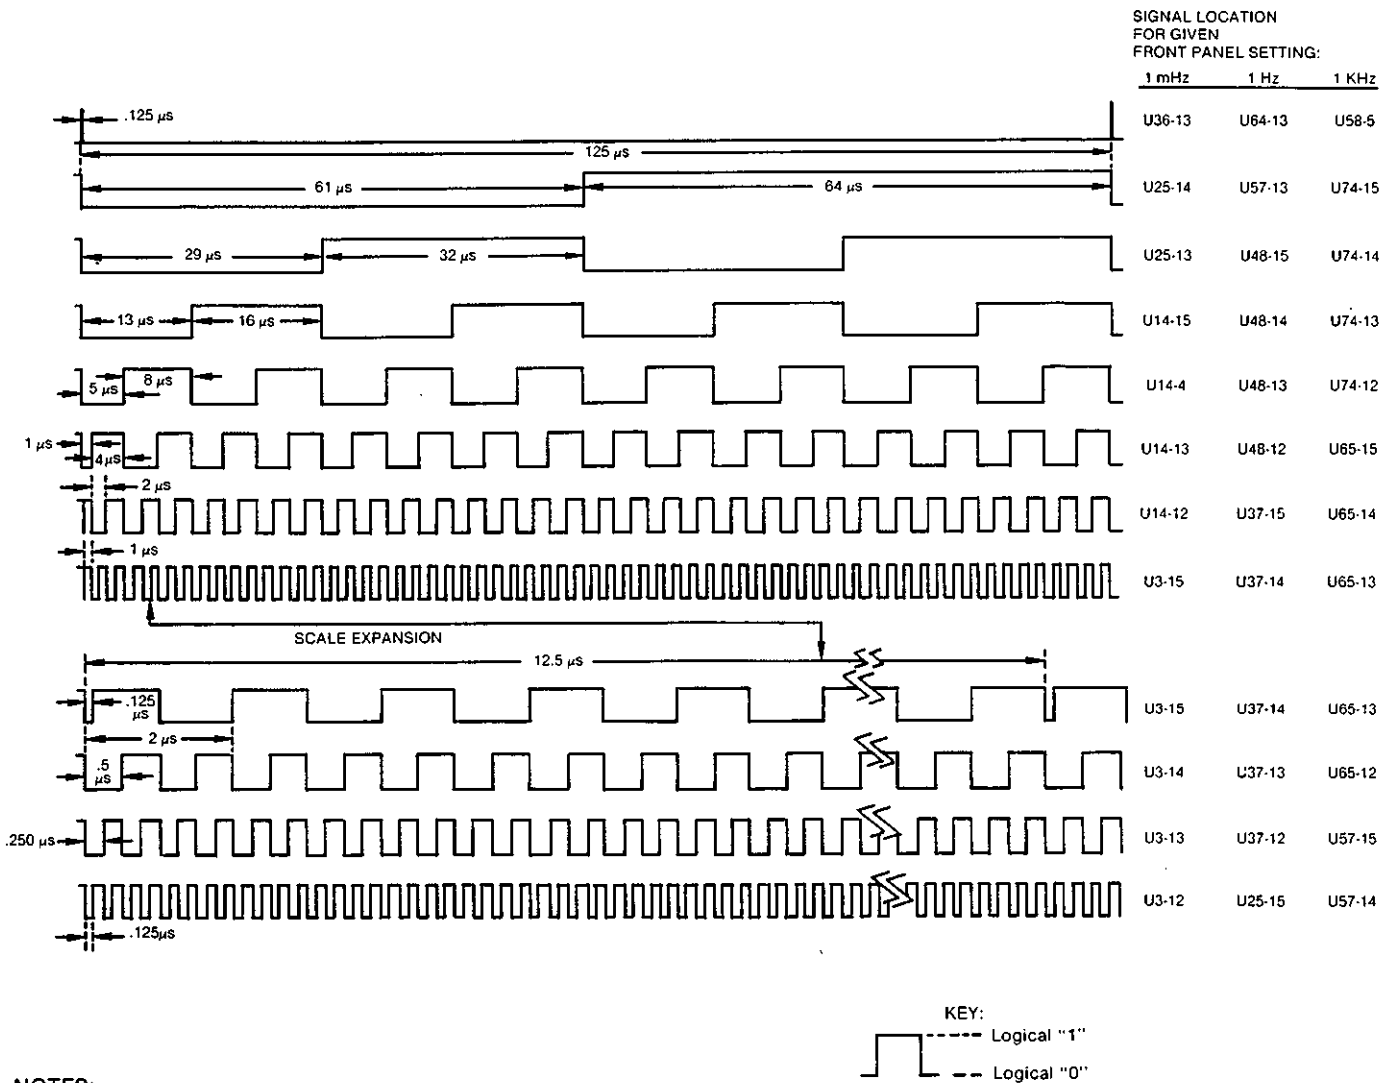 SIGNAL LOCATION
FOR GIVEN
FRONT PANEL SETTING:
1 mHz 1 Hz 1 KHz
.125 µs U36-13 U64-13 U58-5
125 µs
61 µs 64 µs U25-14 U57-13 U74-15
29 µs 32 µs U25-13 U48-15 U74-14
13 µs 16 µs U14-15 U48-14 U74-13
5 µs 8 µs U14-4 U48-13 U74-12
1 µs 4 µs U14-13 U48-12 U65-15
2 µs
U14-12 U37-15 U65-14
1 µs
U3-15 U37-14 U65-13
SCALE EXPANSION
12.5 µs
.125 µs U3-15 U37-14 U65-13
2 µs
.5 µs U3-14 U37-13 U65-12
.250 µs U3-13 U37-12 U57-15
U3-12 U25-15 U57-14
.125µs
KEY:
Logical "1"
Logical "0"
NOTES: